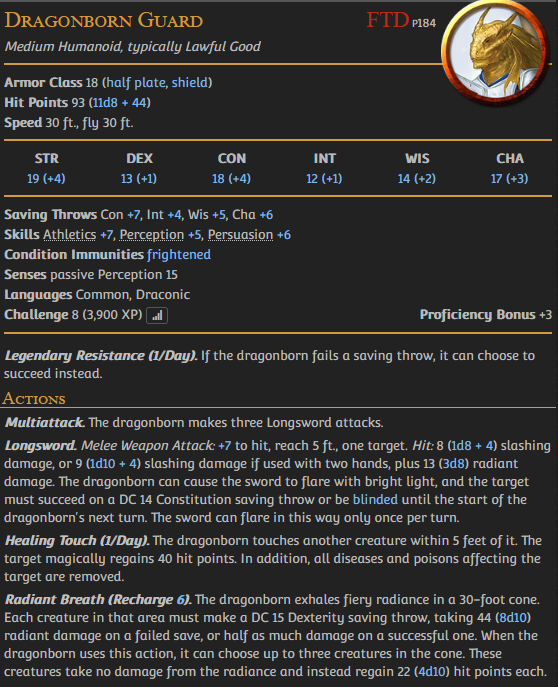 Dragonborn Guard
FTD P184
Medium Humanoid, typically Lawful Good
Armor Class 18 (half plate, shield)
Hit Points 93 (11d8 + 44)
Speed 30 ft., fly 30 ft.
STR DEX CON INT WIS CHA
19 (+4) 13 (+1) 18 (+4) 12 (+1) 14 (+2) 17 (+3)
Saving Throws Con +7, Int +4, Wis +5, Cha +6
Skills Athletics +7, Perception +5, Persuasion +6
Condition Immunities frightened
Senses passive Perception 15
Languages Common, Draconic
Challenge 8 (3,900 XP) Proficiency Bonus +3
Legendary Resistance (1/Day). If the dragonborn fails a saving throw, it can choose to
succeed instead.
Actions
Multiattack. The dragonborn makes three Longsword attacks.
Longsword. Melee Weapon Attack: +7 to hit, reach 5 ft., one target. Hit: 8 (1d8 + 4) slashing
damage, or 9 (1d10 + 4) slashing damage if used with two hands, plus 13 (3d8) radiant
damage. The dragonborn can cause the sword to flare with bright light, and the target
must succeed on a DC 14 Constitution saving throw or be blinded until the start of the
dragonborn's next turn. The sword can flare in this way only once per turn.
Healing Touch (1/Day). The dragonborn touches another creature within 5 feet of it. The
target magically regains 40 hit points. In addition, all diseases and poisons affecting the
target are removed.
Radiant Breath (Recharge 6). The dragonborn exhales fiery radiance in a 30-foot cone.
Each creature in that area must make a DC 15 Dexterity saving throw, taking 44 (8d10)
radiant damage on a failed save, or half as much damage on a successful one. When the
dragonborn uses this action, it can choose up to three creatures in the cone. These
creatures take no damage from the radiance and instead regain 22 (4d10) hit points each.